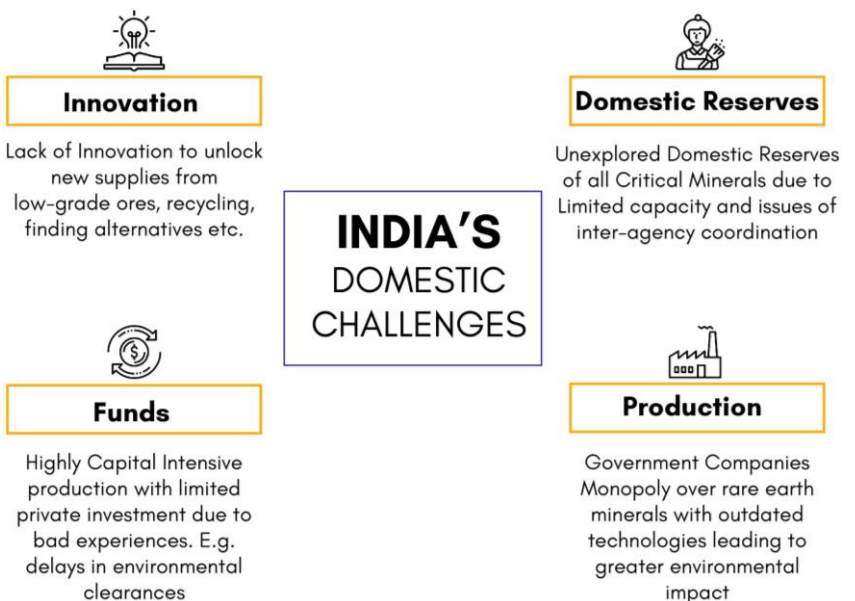 Innovation
Lack of Innovation to unlock
new supplies from
low-grade ores, recycling,
finding alternatives etc.
Domestic Reserves
Unexplored Domestic Reserves
of all Critical Minerals due to
Limited capacity and issues of
inter-agency coordination
INDIA’S
DOMESTIC
CHALLENGES
$
Funds
Highly Capital Intensive
production with limited
private investment due to
bad experiences. E.g.
delays in environmental
clearances
Production
Government Companies
Monopoly over rare earth
minerals with outdated
technologies leading to
greater environmental
impact